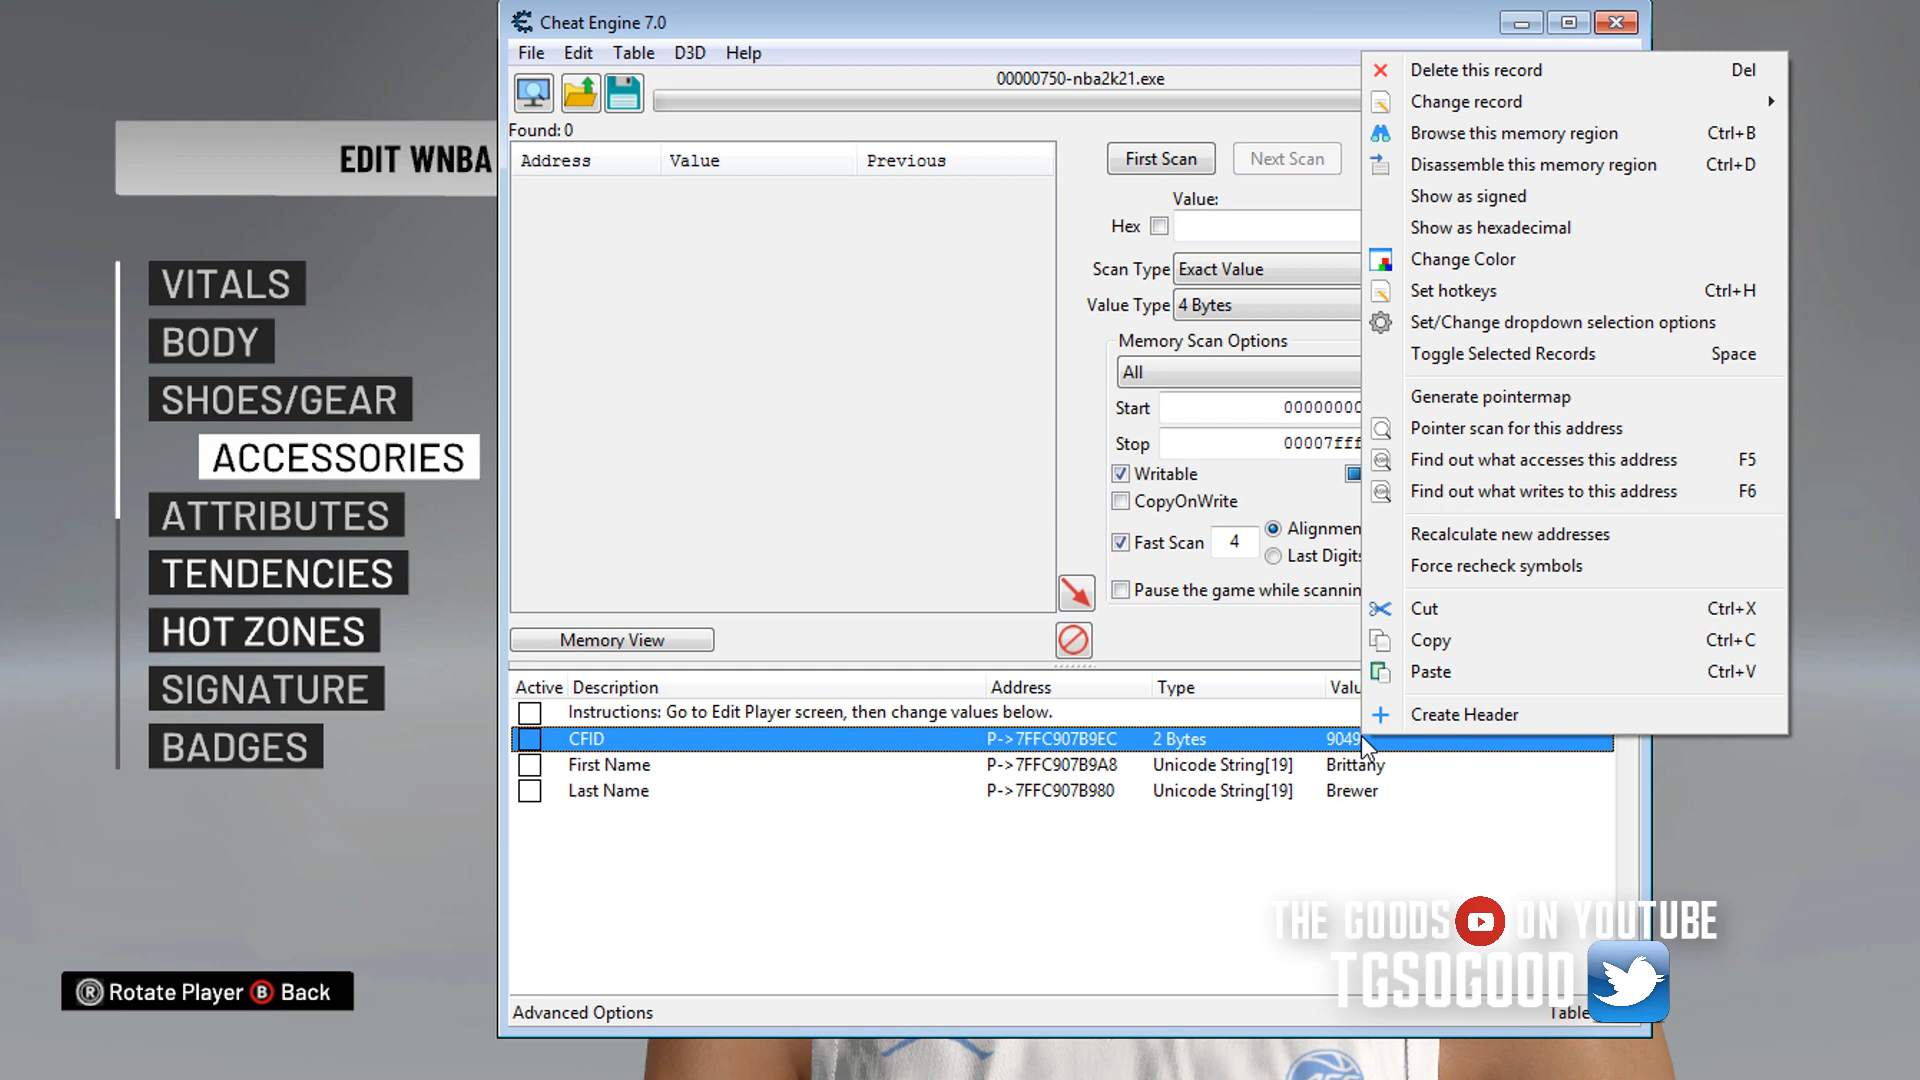 Cheat Engine 7.0
File Edit Table D3D Help
00000750-nba2k21.exe
Found: 0
Address Value Previous
First Scan Next Scan
Value:
Hex
Scan Type Exact Value
Value Type 4 Bytes
Memory Scan Options
All
Start 00000000
Stop 00007fff
Writable
CopyOnWrite
Fast Scan 4 Alignmen
Last Digits
Pause the game while scannin
Memory View
Active Description Address Type Valu
Instructions: Go to Edit Player screen, then change values below.
CFID P->7FFC907B9EC 2 Bytes 9049
First Name P->7FFC907B9A8 Unicode String[19] Brittany
Last Name P->7FFC907B980 Unicode String[19] Brewer
Advanced Options Table
Delete this record Del
Change record
Browse this memory region Ctrl+B
Disassemble this memory region Ctrl+D
Show as signed
Show as hexadecimal
Change Color
Set hotkeys Ctrl+H
Set/Change dropdown selection options
Toggle Selected Records Space
Generate pointermap
Pointer scan for this address
Find out what accesses this address F5
Find out what writes to this address F6
Recalculate new addresses
Force recheck symbols
Cut Ctrl+X
Copy Ctrl+C
Paste Ctrl+V
Create Header
EDIT WNBA
VITALS
BODY
SHOES/GEAR
ACCESSORIES
ATTRIBUTES
TENDENCIES
HOT ZONES
SIGNATURE
BADGES
R Rotate Player B Back
THE GOODS ON YOUTUBE
TGSOGOOD